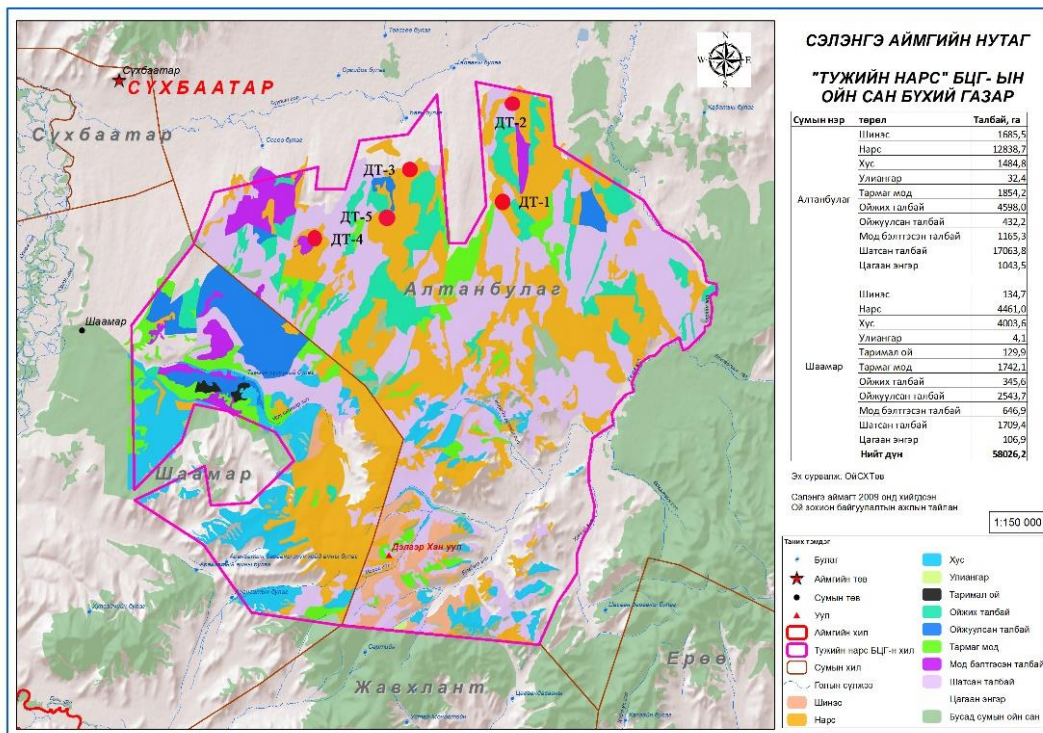 Сүхбаатар
СҮХБААТАР
Сүхбаатар
ДТ-2
ДТ-3
ДТ-1
ДТ-5
ДТ-4
Алтанбулаг
Шаамар
Шаамар
Дэлаэр Хан уул
Ерөө
Жавхлант
N
W
E
S
СЭЛЭНГЭ АЙМГИЙН НУТАГ
"ТУЖИЙН НАРС" БЦГ- ЫН
ОЙН САН БҮХИЙ ГАЗАР
Сумын нэр төрөл Талбай, га
Шинэс 1685,5
Нарс 12838,7
Хус 1484,8
Улиангар 32,4
Тармаг мод 1854,2
Ойжих талбай 4598,0
Алтанбулаг
Ойжуулсан талбай 432,2
Мод бэлтгэсэн талбай 1165,3
Шатсан талбай 17063,8
Цагаан энгэр 1043,5
Шинэс 134,7
Нарс 4461,0
Хус 4003,6
Улиангар 4,1
Таримал ой 129,9
Шаамар
Тармаг мод 1742,1
Ойжих талбай 345,6
Ойжуулсан талбай 2543,7
Мод бэлтгэсэн талбай 646,9
Шатсан талбай 1709,4
Цагаан энгэр 106,9
Нийт дүн 58026,2
Эх сурвалж. ОйСХТөв
Сэлэнгэ аймагт 2009 онд хийгдсэн
Ой зохион байгуулалтын ажлын тайлан
1:150 000
Таних тэмдэг
Булаг
Аймгийн төв
Сумын төв
Уул
Аймгийн хил
Тужийн нарс БЦГ-н хил
Сумын хил
Голын сүлжээ
Шинэс
Нарс
Хус
Улиангар
Таримал ой
Ойжих талбай
Ойжуулсан талбай
Тармаг мод
Мод бэлтгэсэн талбай
Шатсан талбай
Цагаан энгэр
Бусад сумын ойн сан